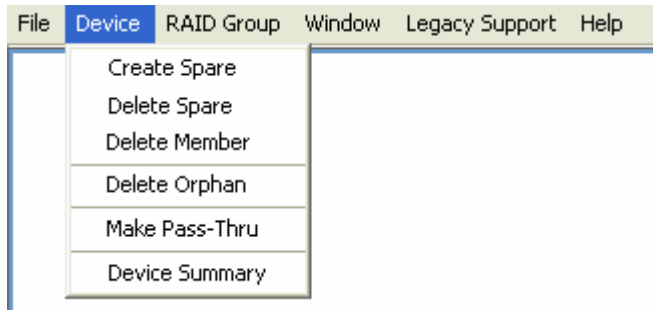 File Device RAID Group Window Legacy Support Help
Create Spare
Delete Spare
Delete Member
Delete Orphan
Make Pass-Thru
Device Summary